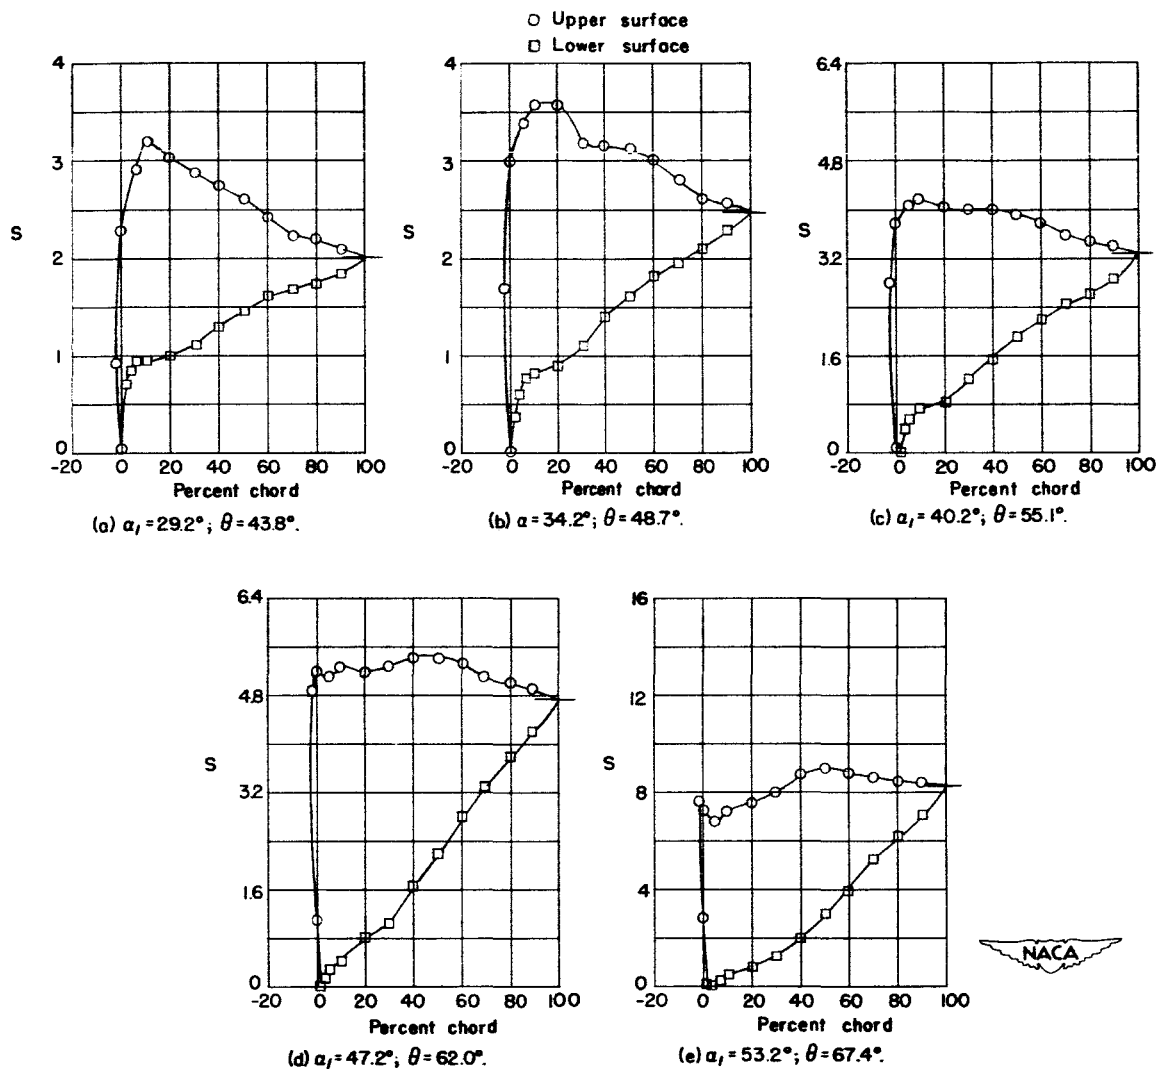 Upper surface
Lower surface
4
3
2
1
0
S
-20 0 20 40 60 80 100
Percent chord
(a) α₁ = 29.2°; θ = 43.8°.
4
3
2
1
0
S
-20 0 20 40 60 80 100
Percent chord
(b) α = 34.2°; θ = 48.7°.
6.4
4.8
3.2
1.6
0
S
-20 0 20 40 60 80 100
Percent chord
(c) α₁ = 40.2°; θ = 55.1°.
6.4
4.8
3.2
1.6
0
S
-20 0 20 40 60 80 100
Percent chord
(d) α₁ = 47.2°; θ = 62.0°.
16
12
8
4
0
S
-20 0 20 40 60 80 100
Percent chord
(e) α₁ = 53.2°; θ = 67.4°.
NACA